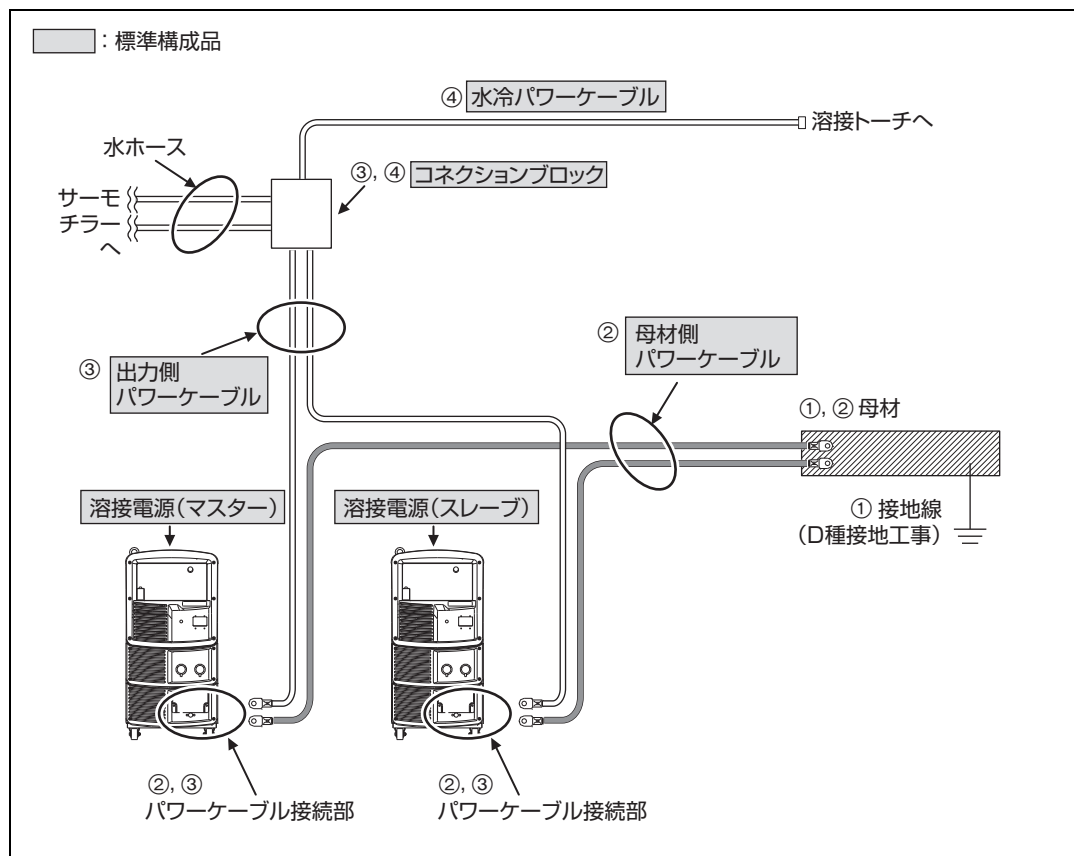 ：標準構成品
④ 水冷パワーケーブル
溶接トーチへ
水ホース
③, ④ コネクションブロック
サーモ
チラー
へ
② 母材側
パワーケーブル
③ 出力側
パワーケーブル
①, ② 母材
溶接電源（マスター）
溶接電源（スレーブ）
① 接地線
（D種接地工事）
②, ③
パワーケーブル接続部
②, ③
パワーケーブル接続部